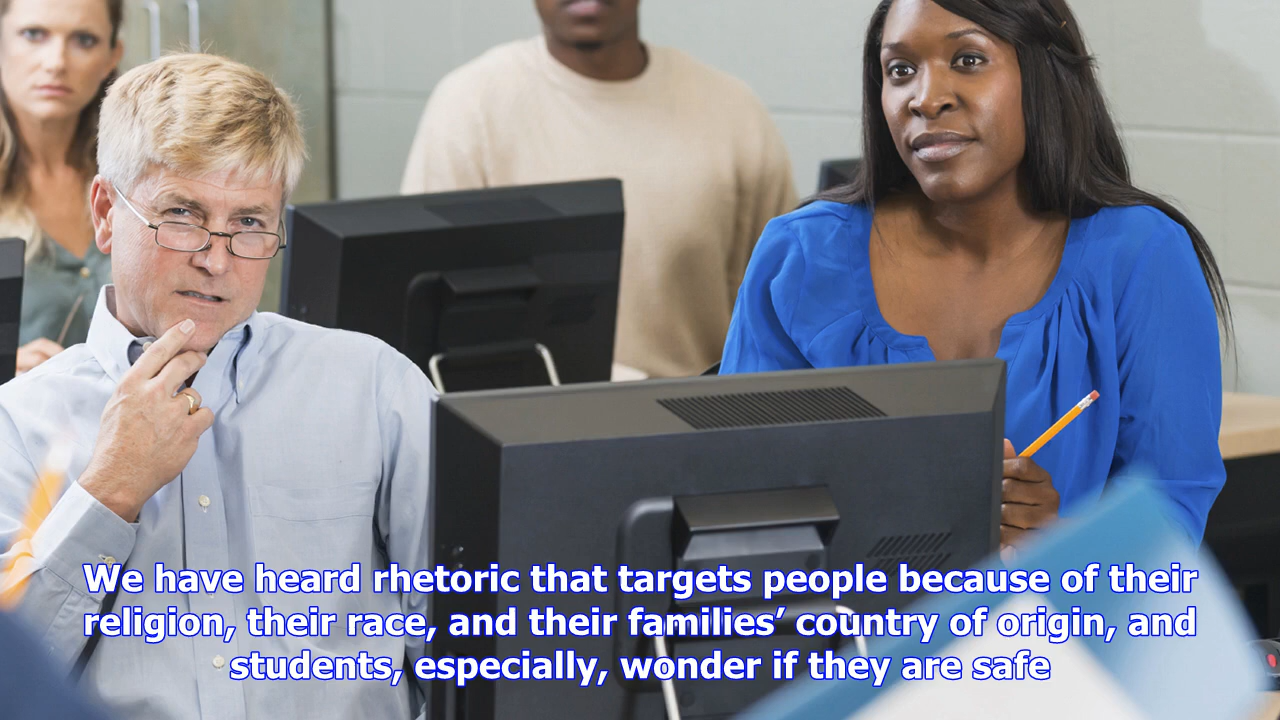 We have heard rhetoric that targets people because of their
religion, their race, and their families’ country of origin, and
students, especially, wonder if they are safe